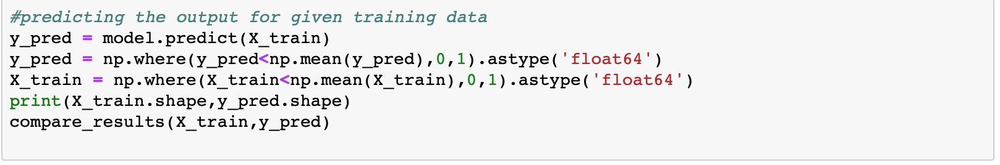 #predicting the output for given training data
y_pred = model.predict(X_train)
y_pred = np.where(y_pred<np.mean(y_pred),0,1).astype('float64')
X_train = np.where(X_train<np.mean(X_train),0,1).astype('float64')
print(X_train.shape,y_pred.shape)
compare_results(X_train,y_pred)